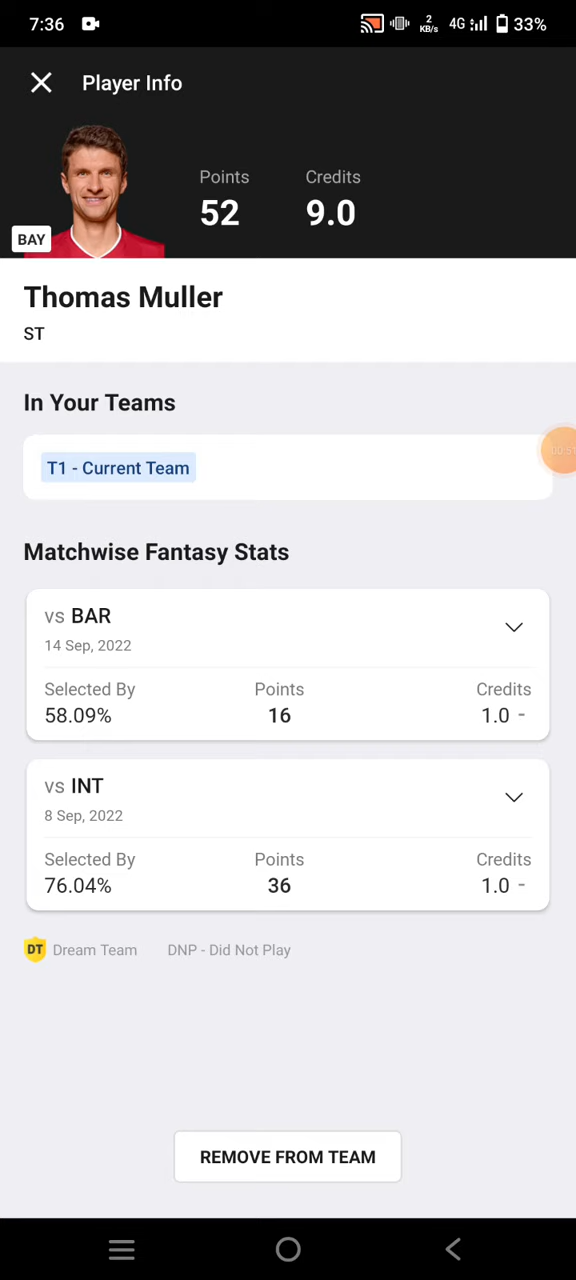 7:36
2
KB/s
4G
33%
Player Info
Points
Credits
52
9.0
BAY
Thomas Muller
ST
In Your Teams
T1 - Current Team
Matchwise Fantasy Stats
vs BAR
14 Sep, 2022
Selected By
Points
Credits
58.09%
16
1.0 -
vs INT
8 Sep, 2022
Selected By
Points
Credits
76.04%
36
1.0 -
DT Dream Team
DNP - Did Not Play
REMOVE FROM TEAM